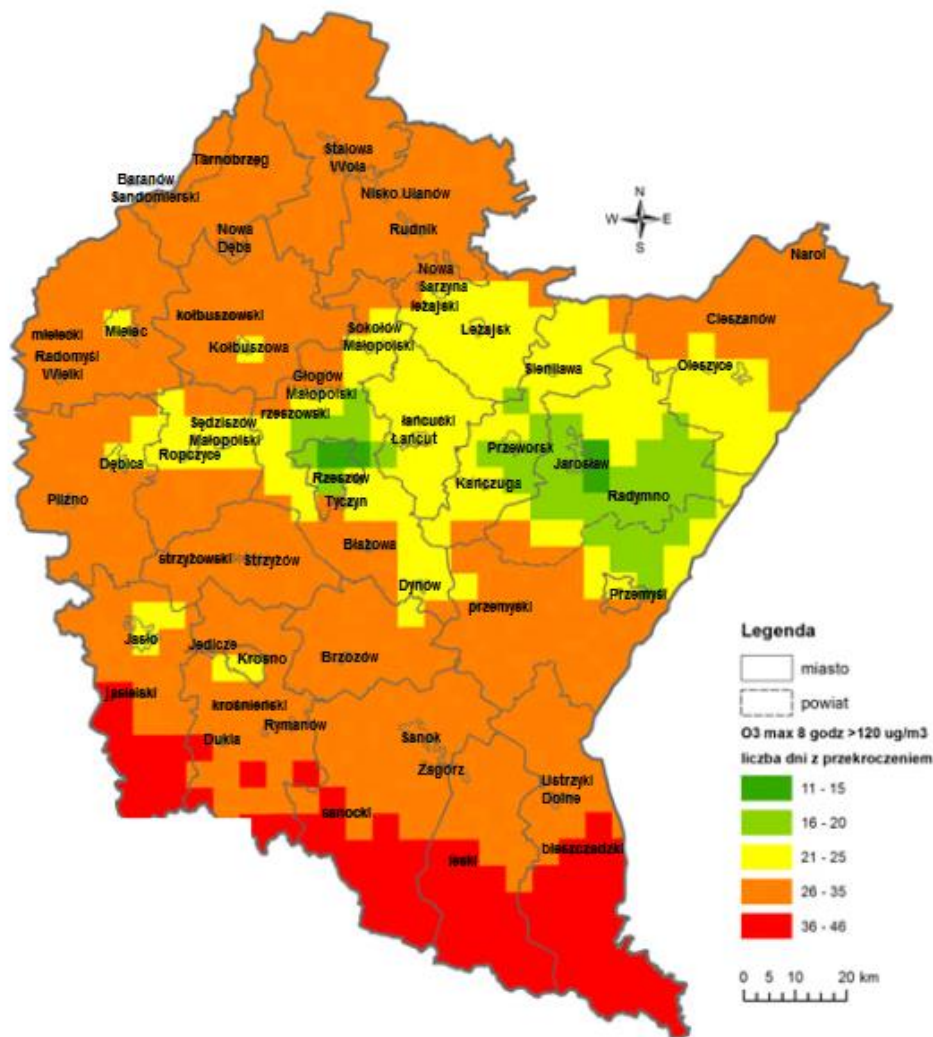 Stalowa
Wola
Tarnobrzeg
Baranów
Sandomierski
Nisko Ulanów
N
W E
S
Nowa
Dęba
Rudnik
Narol
Nowa
Sarzyna
leżajski
kolbuszowski
Cieszanów
mielecki
Mielec
Sokołów
Małopolski
Leżajsk
Radomyśl
Wielki
Kolbuszowa
Sieniawa
Oleszyce
Głogów
Małopolski
rzeszowski
Sędziszów
Małopolski
łańcucki
Łańcut
Dębica
Ropczyce
Przeworsk
Jarosław
Rzeszów
Kańczuga
Pilzno
Tyczyn
Radymno
Błażowa
strzyżowski
Strzyżów
Dynów
Przemyśl
przemyski
Jasło
Jedicze
Krosno
Brzozów
Legenda
miasto
jasielski
krośnieński
powiat
Rymanów
Dukla
Sanok
O3 max 8 godz >120 ug/m3
liczba dni z przekroczeniem
Zagórz
Ustrzyki
Dolne
11 - 15
sanocki
16 - 20
leski
bieszczadzki
21 - 25
26 - 35
36 - 46
0 5 10 20 km